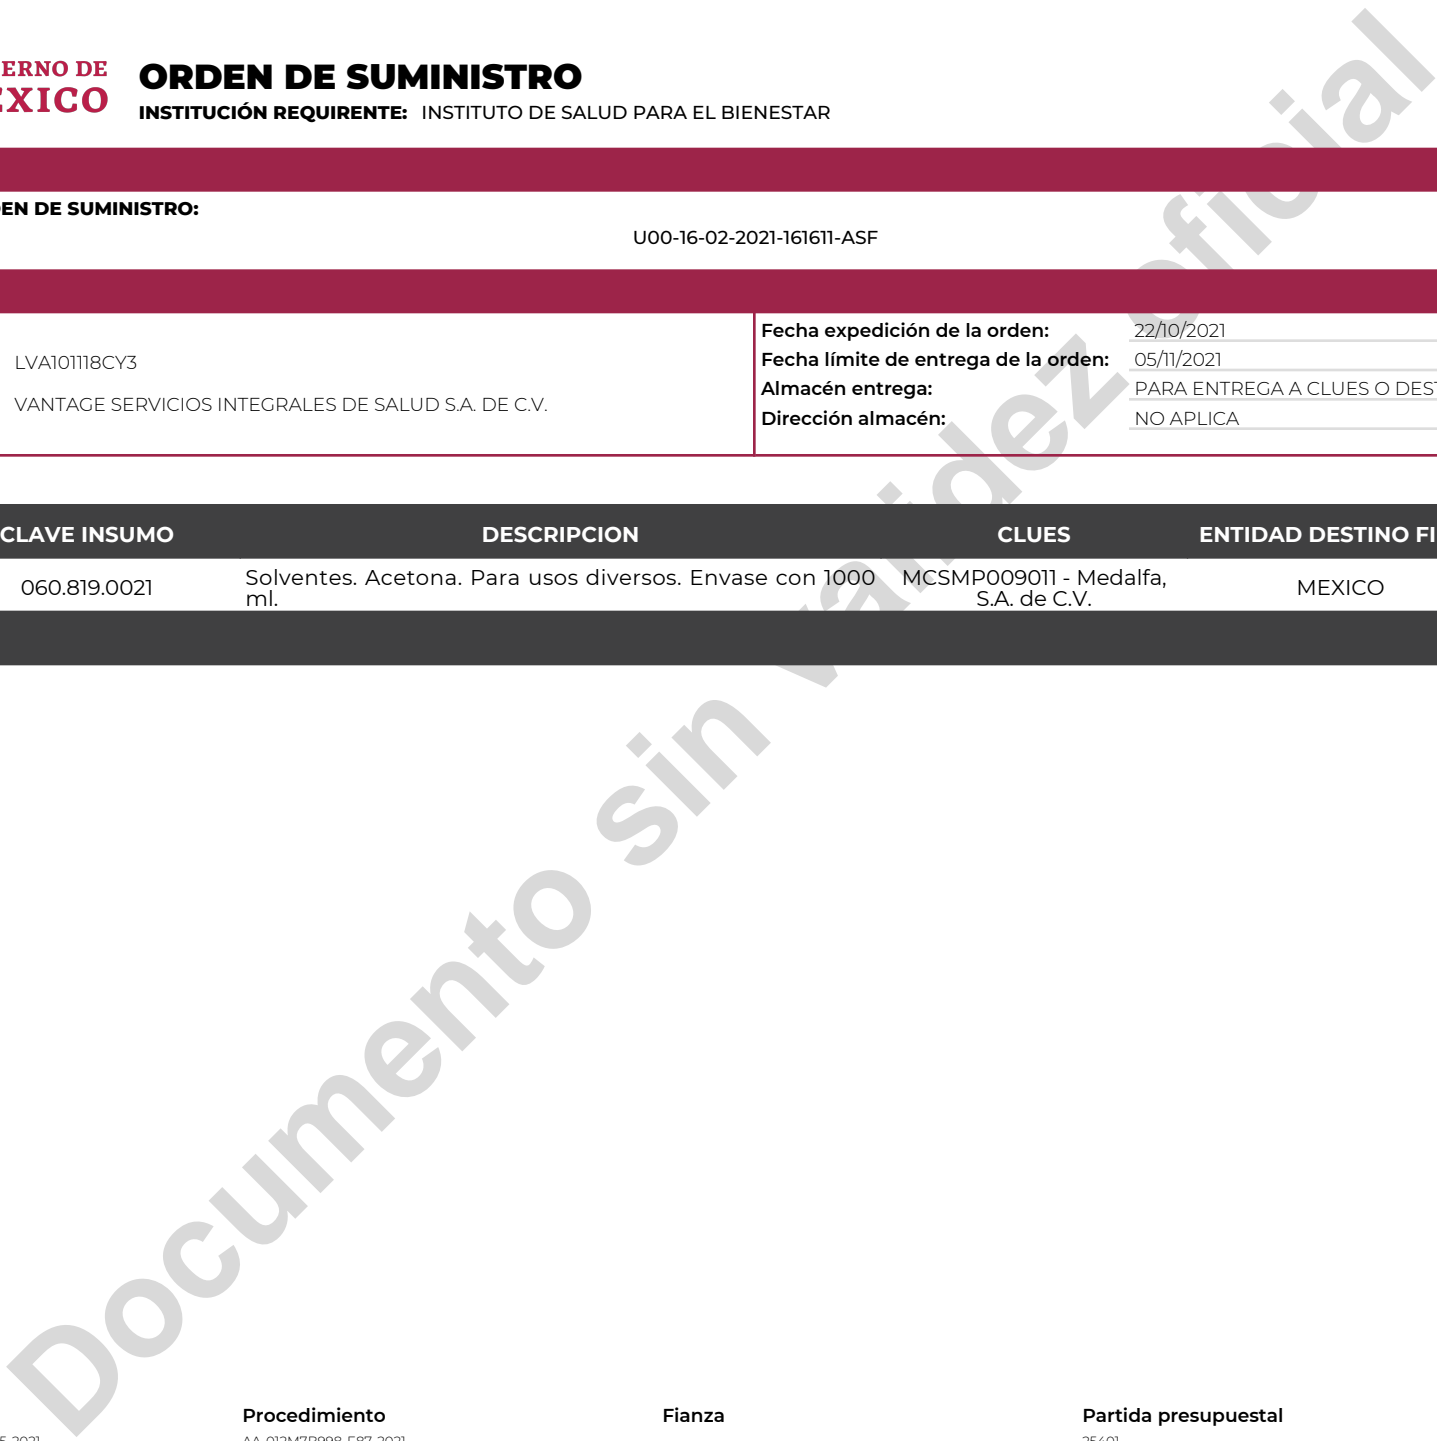 ERNO DE
EXICO
ORDEN DE SUMINISTRO
INSTITUCIÓN REQUIRENTE: INSTITUTO DE SALUD PARA EL BIENESTAR
EN DE SUMINISTRO:
U00-16-02-2021-161611-ASF
LVA101118CY3
VANTAGE SERVICIOS INTEGRALES DE SALUD S.A. DE C.V.
Fecha expedición de la orden: 22/10/2021
Fecha límite de entrega de la orden: 05/11/2021
Almacén entrega: PARA ENTREGA A CLUES O DEST
Dirección almacén: NO APLICA
CLAVE INSUMO DESCRIPCION CLUES ENTIDAD DESTINO FI
060.819.0021 Solventes. Acetona. Para usos diversos. Envase con 1000 ml. MCSMP009011 - Medalfa, S.A. de C.V. MEXICO
Documento sin validez oficial
Procedimiento Fianza Partida presupuestal